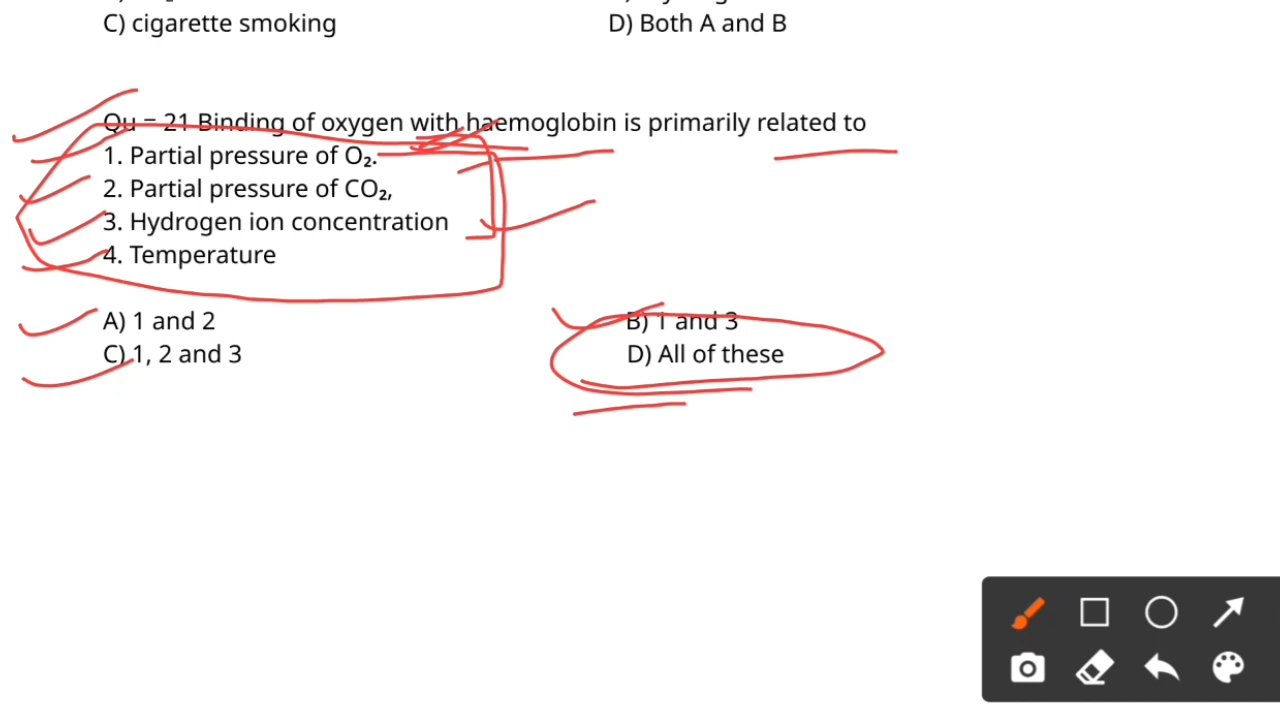 C) cigarette smoking D) Both A and B
Qu = 21 Binding of oxygen with haemoglobin is primarily related to
1. Partial pressure of O₂.
2. Partial pressure of CO₂,
3. Hydrogen ion concentration
4. Temperature
A) 1 and 2 B) 1 and 3
C) 1, 2 and 3 D) All of these